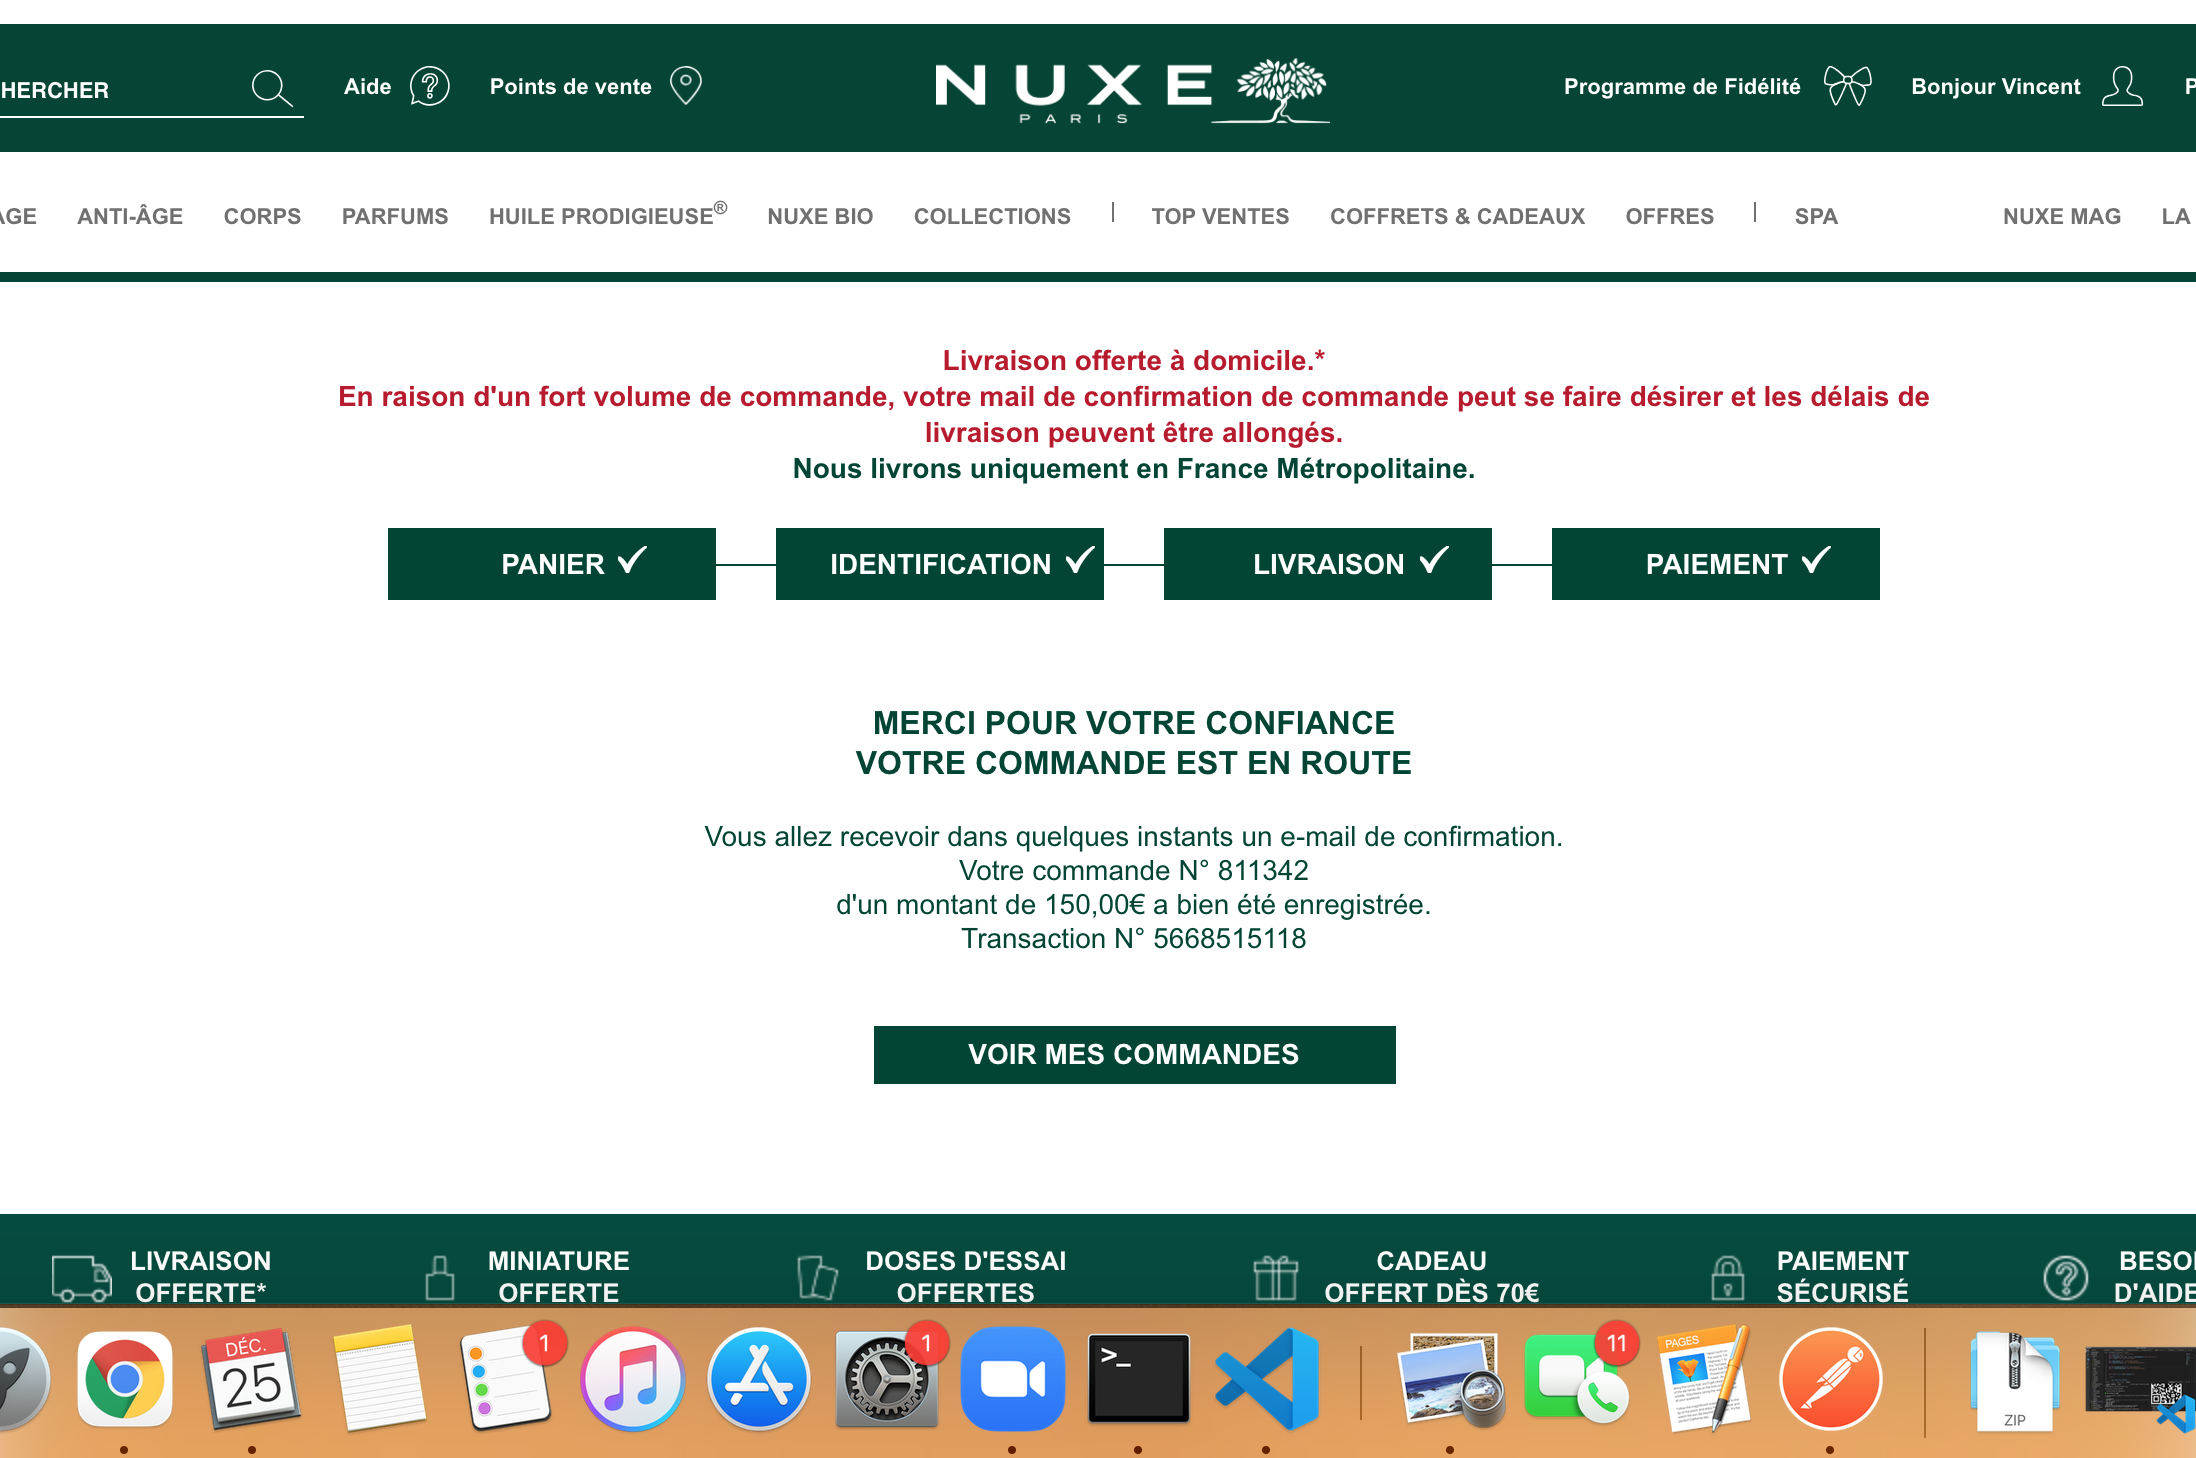 HERCHER
Aide
Points de vente
NUXE
PARIS
Programme de Fidélité
Bonjour Vincent
P
AGE ANTI-ÂGE CORPS PARFUMS HUILE PRODIGIEUSE® NUXE BIO COLLECTIONS TOP VENTES COFFRETS & CADEAUX OFFRES SPA NUXE MAG LA
Livraison offerte à domicile.*
En raison d'un fort volume de commande, votre mail de confirmation de commande peut se faire désirer et les délais de
livraison peuvent être allongés.
Nous livrons uniquement en France Métropolitaine.
PANIER IDENTIFICATION LIVRAISON PAIEMENT
MERCI POUR VOTRE CONFIANCE
VOTRE COMMANDE EST EN ROUTE
Vous allez recevoir dans quelques instants un e-mail de confirmation.
Votre commande N° 811342
d'un montant de 150,00€ a bien été enregistrée.
Transaction N° 5668515118
VOIR MES COMMANDES
LIVRAISON
OFFERTE*
MINIATURE
OFFERTE
DOSES D'ESSAI
OFFERTES
CADEAU
OFFERT DÈS 70€
PAIEMENT
SÉCURISÉ
BESOI
D'AIDE
DÉC.
25
1
1
>_
11
PAGES
ZIP